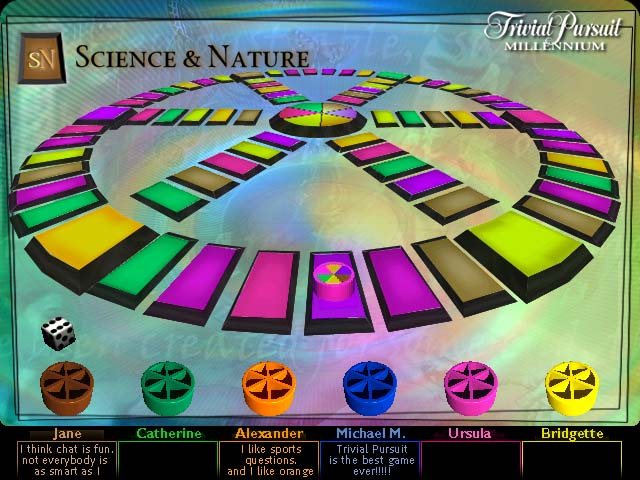 SN
SCIENCE & NATURE
Trivial Pursuit
MILLENNIUM
Jane
I think chat is fun.
not everybody is
as smart as I
Catherine
Alexander
I like sports
questions.
and I like orange
Michael M.
Trivial Pursuit
is the best game
ever!!!!!
Ursula
Bridgette